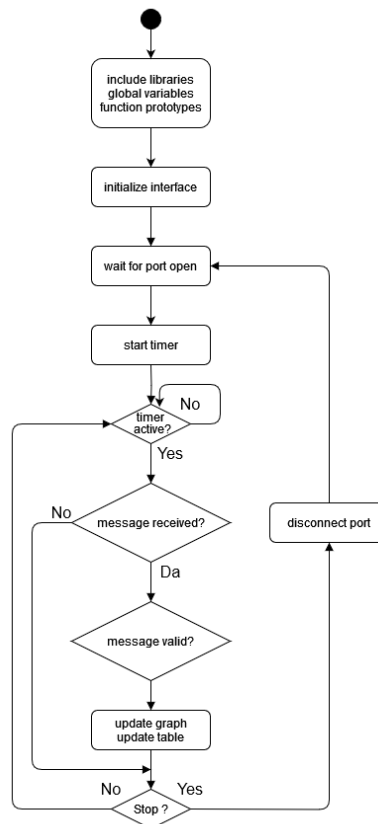 include libraries
global variables
function prototypes
initialize interface
wait for port open
start timer
No
timer
active?
Yes
No
message received?
disconnect port
Da
message valid?
update graph
update table
No
Yes
Stop ?